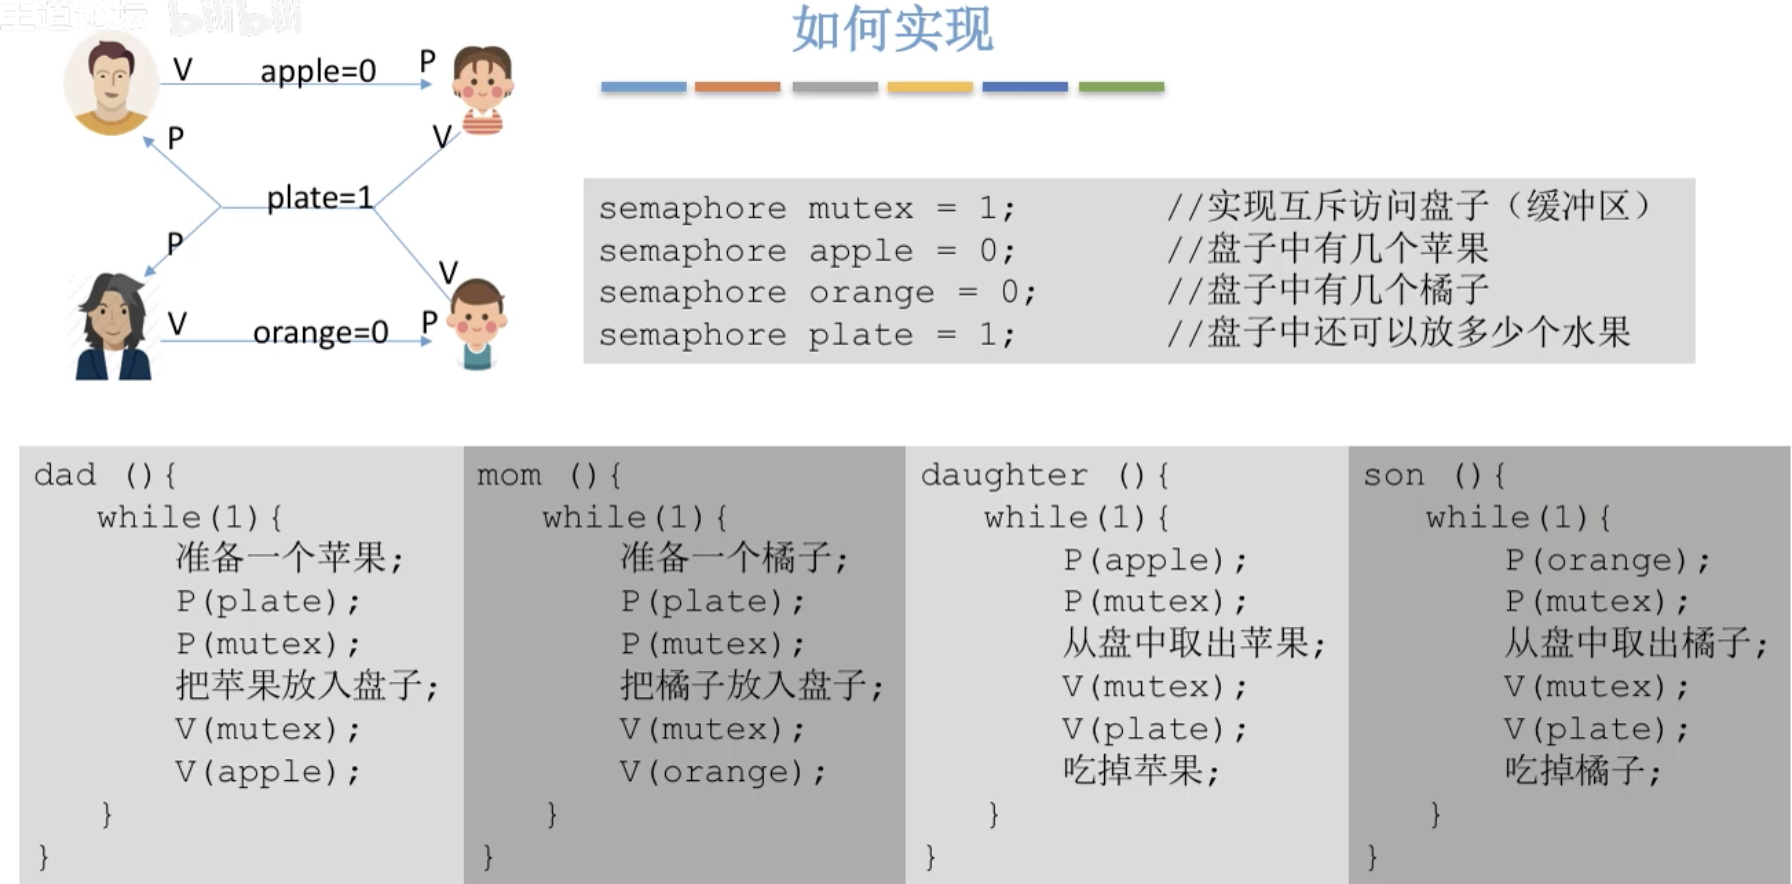 王道论坛 bilibili
如何实现
V apple=0 P
P V
plate=1
P V
V orange=0 P
semaphore mutex = 1; //实现互斥访问盘子（缓冲区）
semaphore apple = 0; //盘子中有几个苹果
semaphore orange = 0; //盘子中有几个橘子
semaphore plate = 1; //盘子中还可以放多少个水果
dad (){
while(1){
准备一个苹果;
P(plate);
P(mutex);
把苹果放入盘子;
V(mutex);
V(apple);
}
}
mom (){
while(1){
准备一个橘子;
P(plate);
P(mutex);
把橘子放入盘子;
V(mutex);
V(orange);
}
}
daughter (){
while(1){
P(apple);
P(mutex);
从盘中取出苹果;
V(mutex);
V(plate);
吃掉苹果;
}
}
son (){
while(1){
P(orange);
P(mutex);
从盘中取出橘子;
V(mutex);
V(plate);
吃掉橘子;
}
}